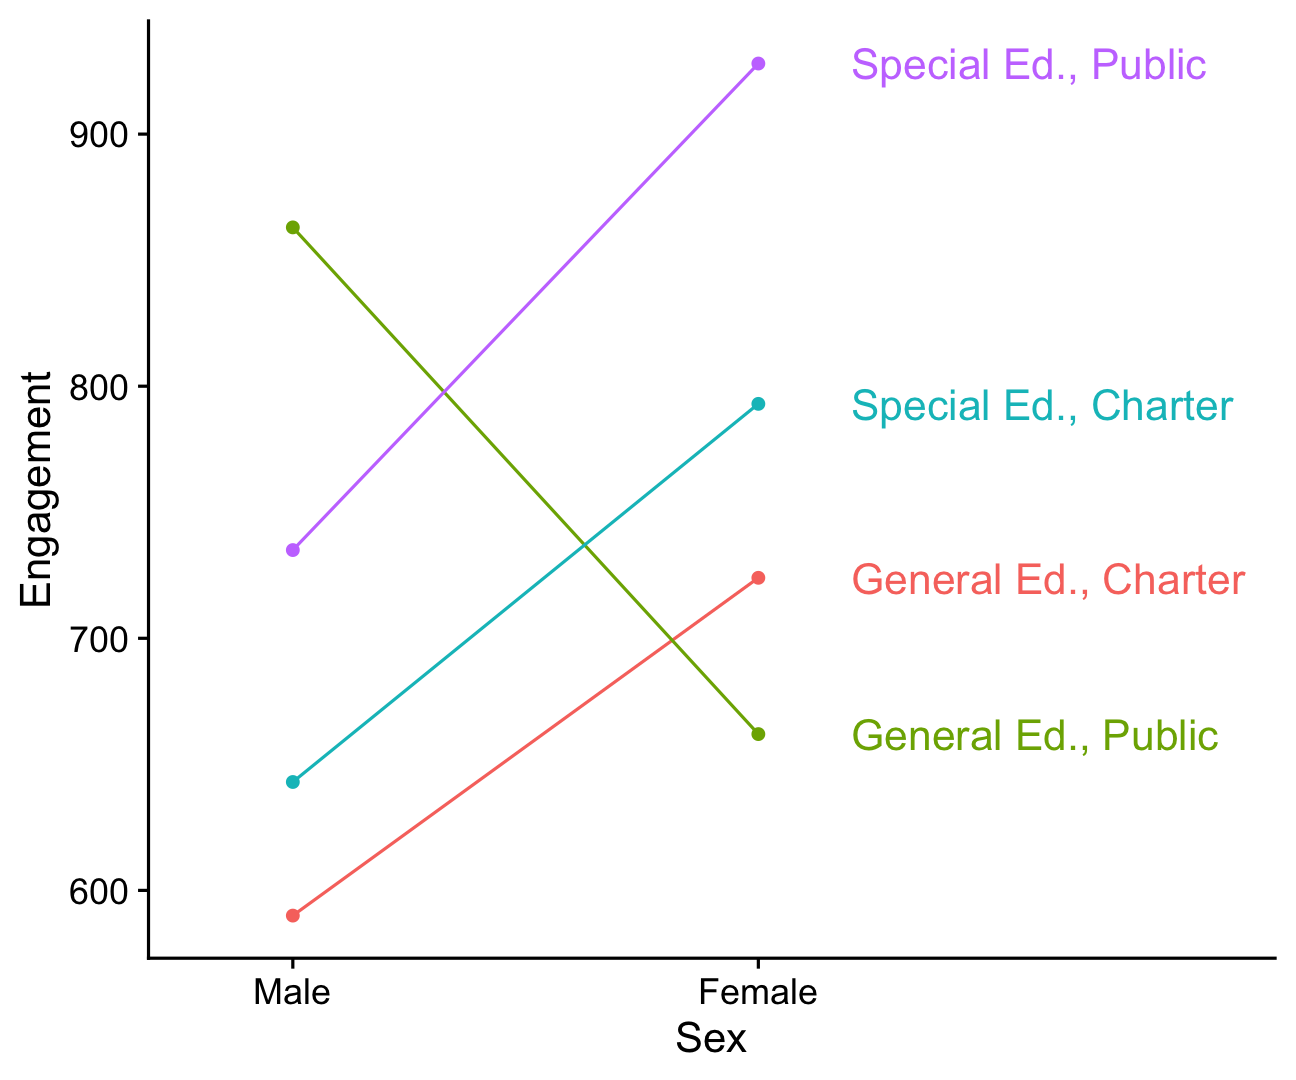 Special Ed., Public
900
800
Special Ed., Charter
Engagement
General Ed., Charter
700
General Ed., Public
600
Male
Female
Sex